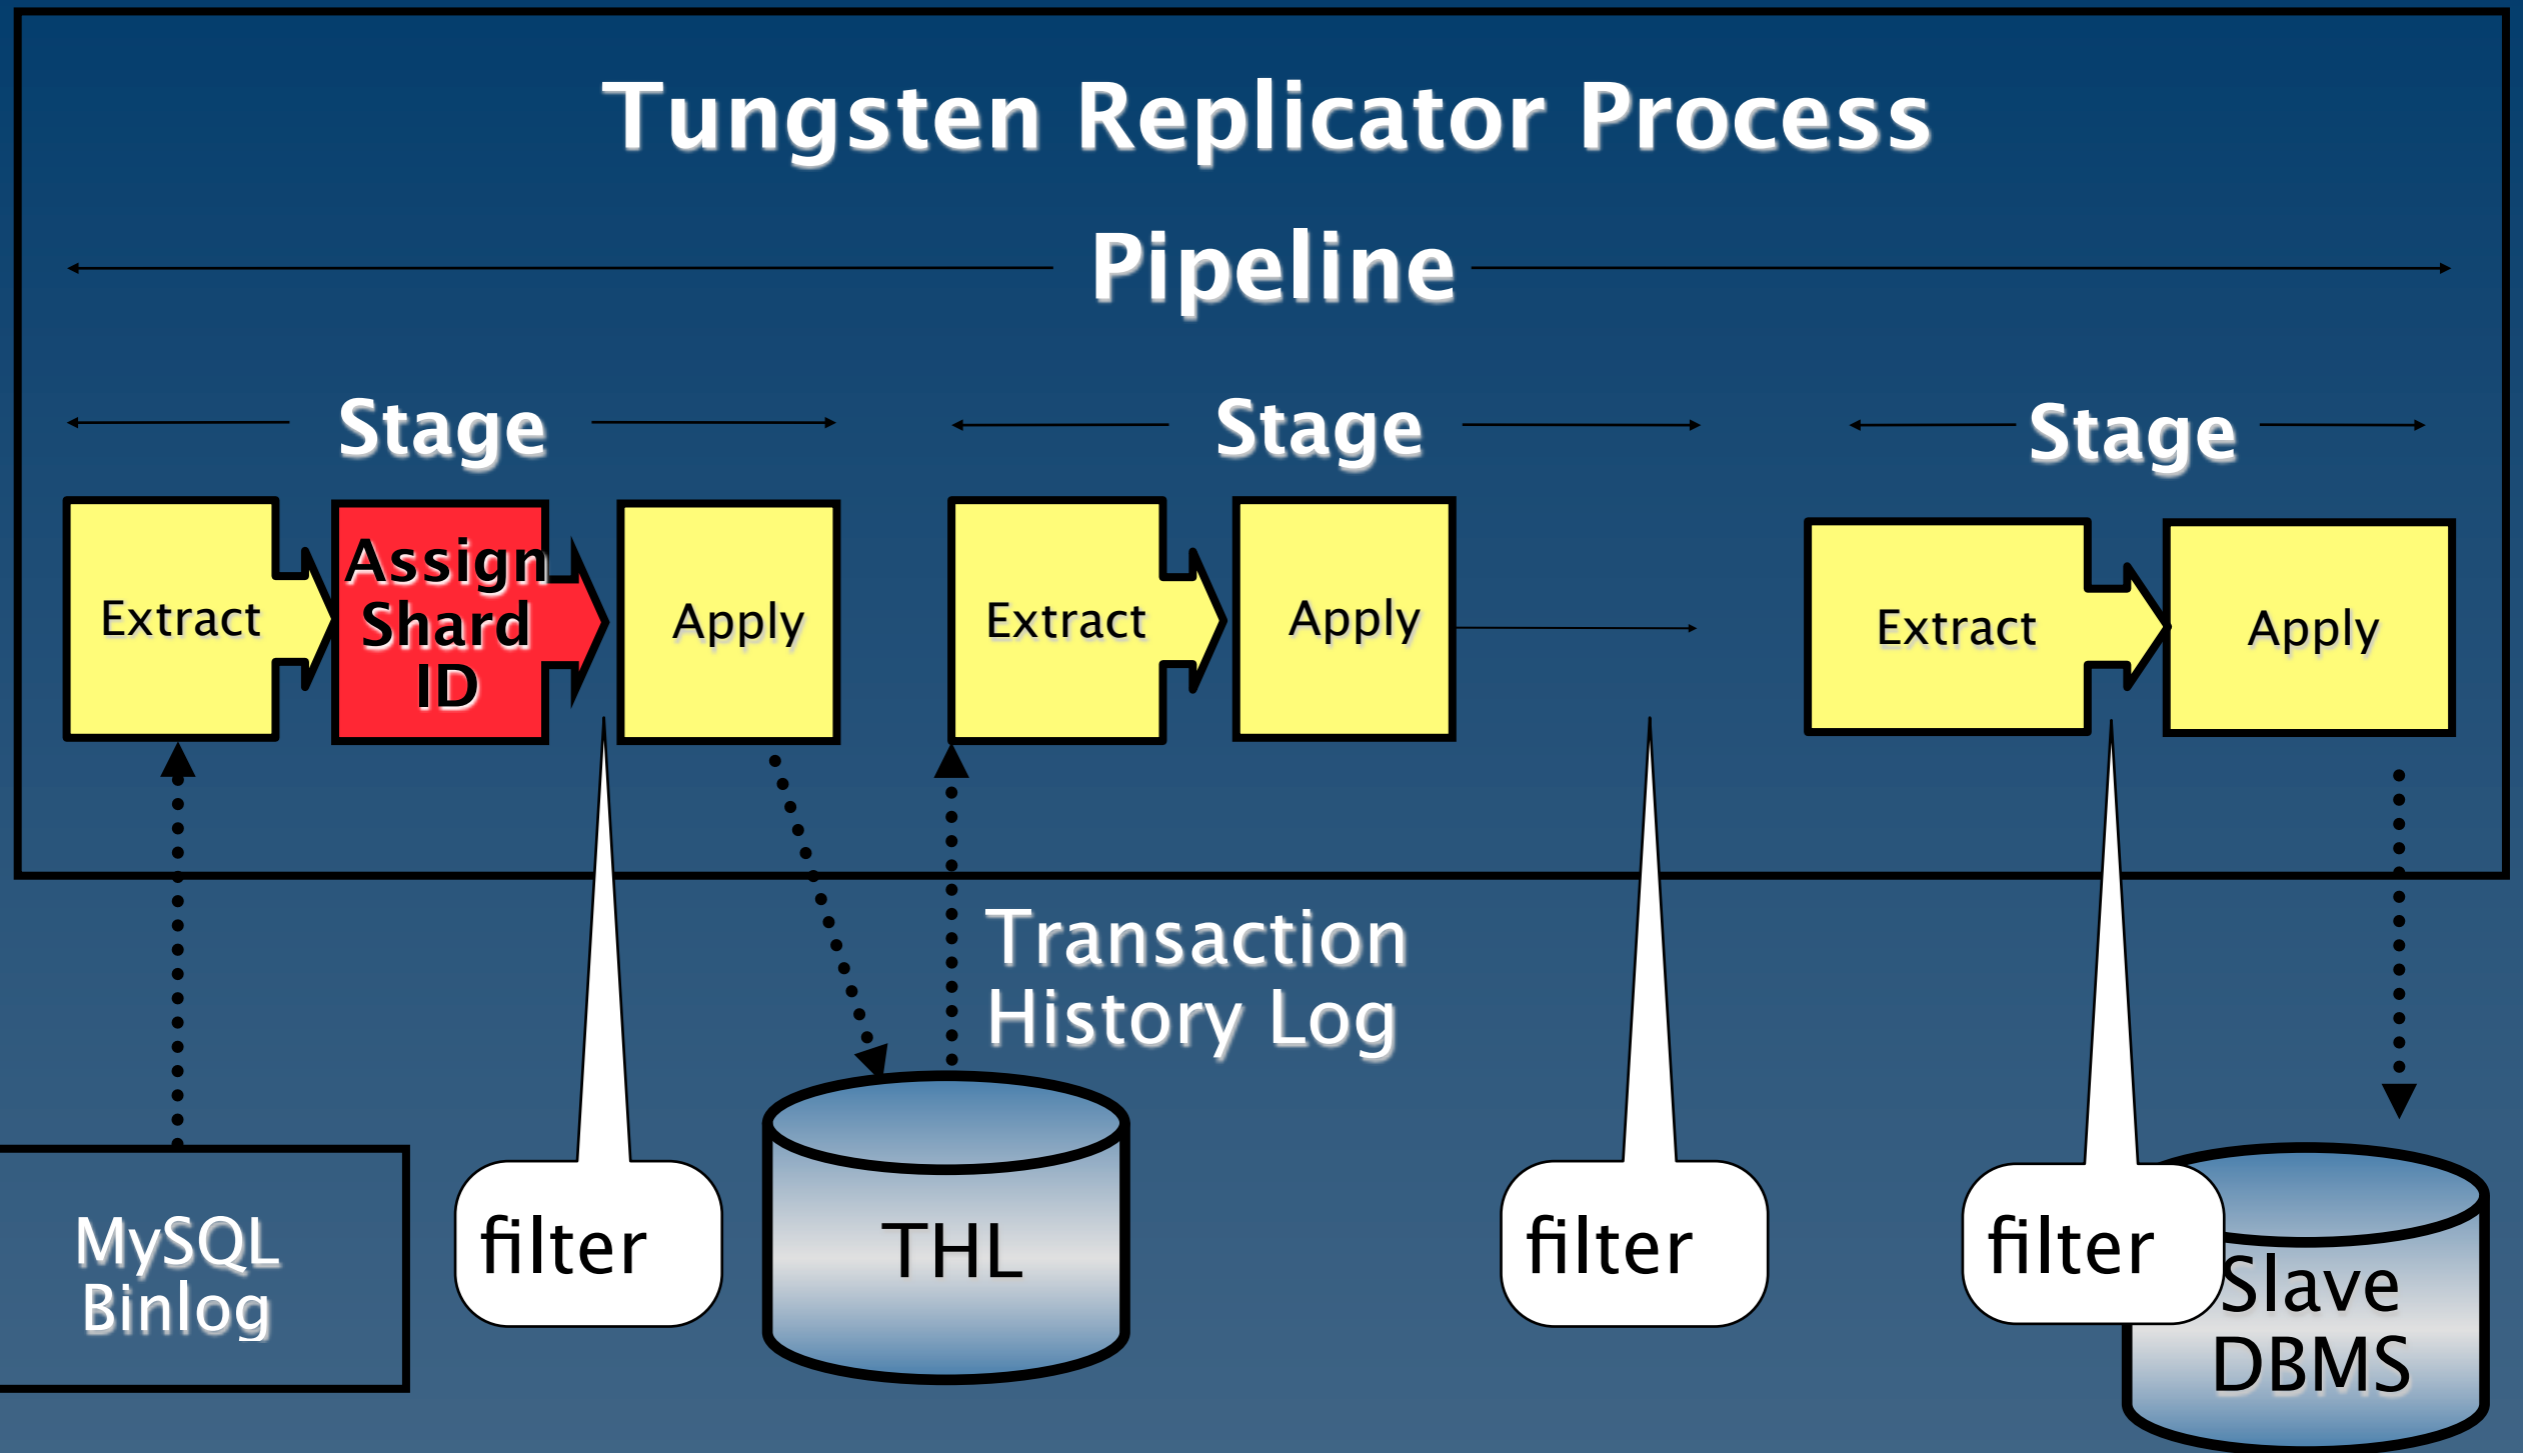 Tungsten Replicator Process
Pipeline
Stage
Stage
Stage
Extract
Assign
Shard
ID
Apply
Extract
Apply
Extract
Apply
Transaction
History Log
MySQL
Binlog
filter
THL
filter
filter
Slave
DBMS